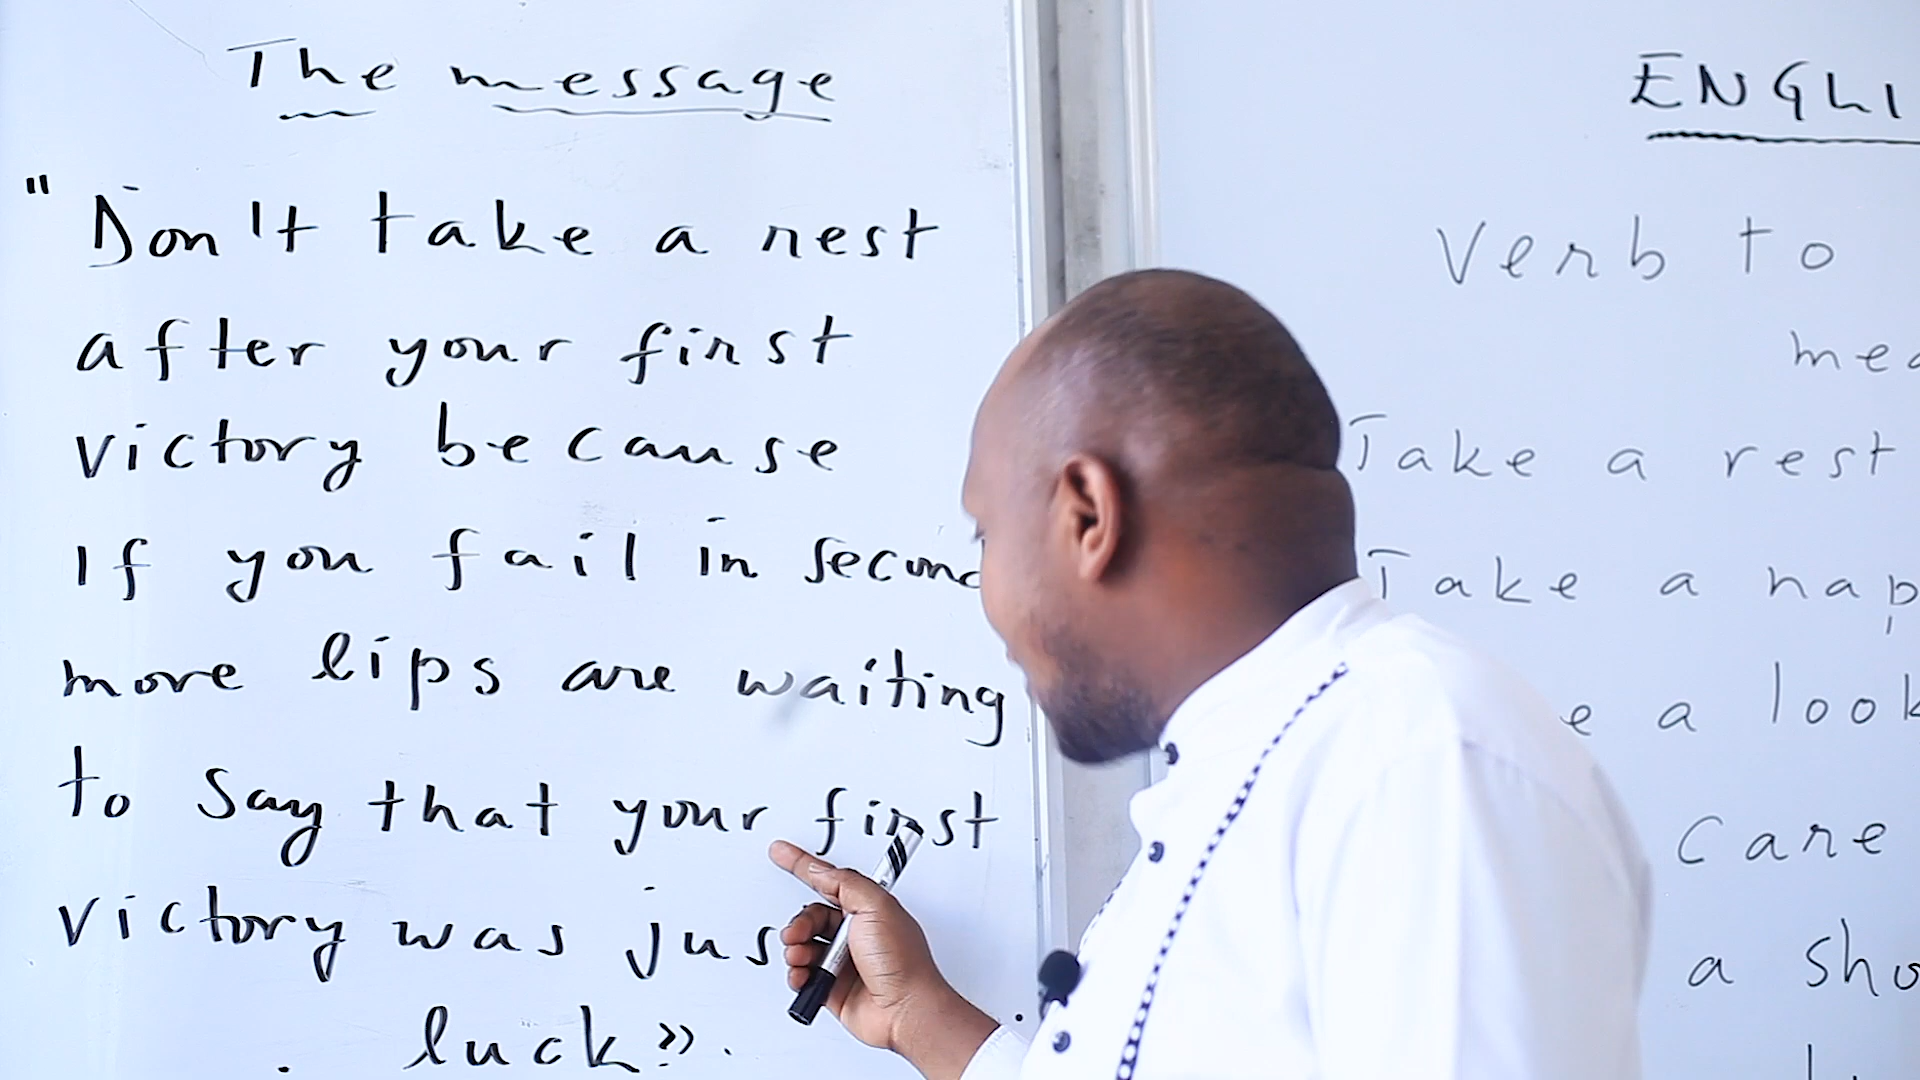 The message
" Don't take a rest
after your first
victory because
If you fail in second
more lips are waiting
to say that your first
victory was jus
luck».
ENGLI
Verb to
Take a rest
Take a nap
a look
care
a